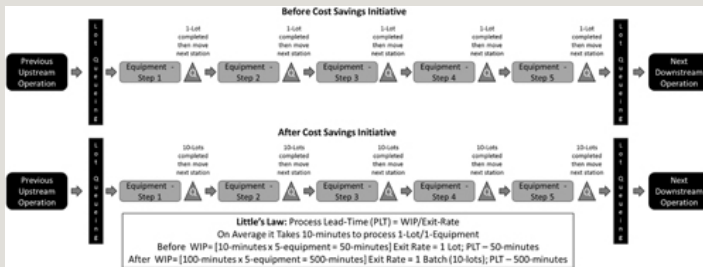 Before Cost Savings Initiative
1-Lot completed then move next station
1-Lot completed then move next station
1-Lot completed then move next station
1-Lot completed then move next station
1-Lot completed then move next station
Previous Upstream Operation
Lot Queueing
Equipment - Step 1
Equipment - Step 2
Equipment - Step 3
Equipment - Step 4
Equipment - Step 5
Lot Queueing
Next Downstream Operation
After Cost Savings Initiative
10-Lots completed then move next station
10-Lots completed then move next station
10-Lots completed then move next station
10-Lots completed then move next station
10-Lots completed then move next station
Previous Upstream Operation
Lot Queueing
Equipment - Step 1
Equipment - Step 2
Equipment - Step 3
Equipment - Step 4
Equipment - Step 5
Lot Queueing
Next Downstream Operation
Little's Law: Process Lead-Time (PLT) = WIP/Exit-Rate
On Average it Takes 10-minutes to process 1-Lot/1-Equipment
Before WIP= [10-minutes x 5-equipment = 50-minutes] Exit Rate = 1 Lot; PLT – 50-minutes
After WIP= [100-minutes x 5-equipment = 500-minutes] Exit Rate = 1 Batch (10-lots); PLT - 500-minutes